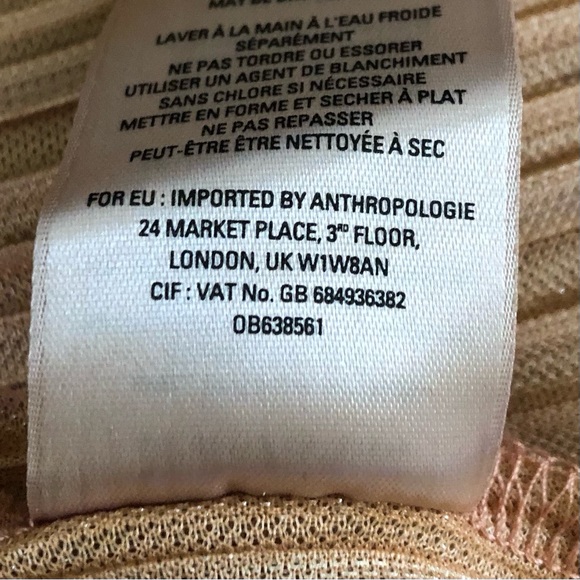 MAY BE
LAVER À LA MAIN À L'EAU FROIDE
SÉPARÉMENT
NE PAS TORDRE OU ESSORER
UTILISER UN AGENT DE BLANCHIMENT
SANS CHLORE SI NÉCESSAIRE
METTRE EN FORME ET SECHER À PLAT
NE PAS REPASSER
PEUT-ÊTRE ÊTRE NETTOYÉE À SEC
FOR EU : IMPORTED BY ANTHROPOLOGIE
24 MARKET PLACE, 3RD FLOOR,
LONDON, UK W1W8AN
CIF : VAT No. GB 684936382
OB638561